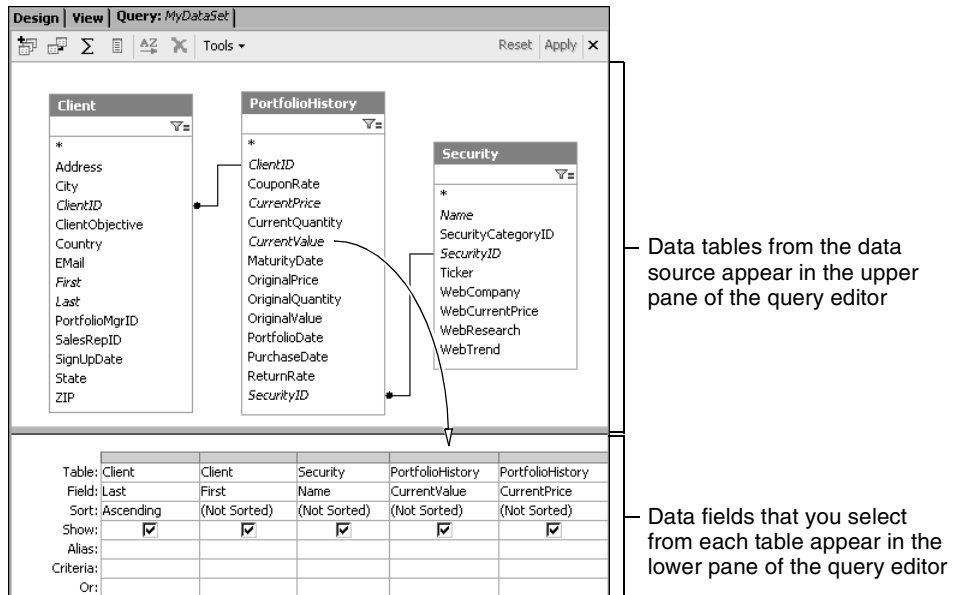 Design | View | Query: MyDataSet
Σ AZ Tools Reset Apply ×
Client
*
Address
City
ClientID
ClientObjective
Country
EMail
First
Last
PortfolioMgrID
SalesRepID
SignUpDate
State
ZIP
PortfolioHistory
*
ClientID
CouponRate
CurrentPrice
CurrentQuantity
CurrentValue
MaturityDate
OriginalPrice
OriginalQuantity
OriginalValue
PortfolioDate
PurchaseDate
ReturnRate
SecurityID
Security
*
Name
SecurityCategoryID
SecurityID
Ticker
WebCompany
WebCurrentPrice
WebResearch
WebTrend
Data tables from the data
source appear in the upper
pane of the query editor
Table: Client Client Security PortfolioHistory PortfolioHistory
Field: Last First Name CurrentValue CurrentPrice
Sort: Ascending (Not Sorted) (Not Sorted) (Not Sorted) (Not Sorted)
Show:
Alias:
Criteria:
Or:
Data fields that you select
from each table appear in the
lower pane of the query editor